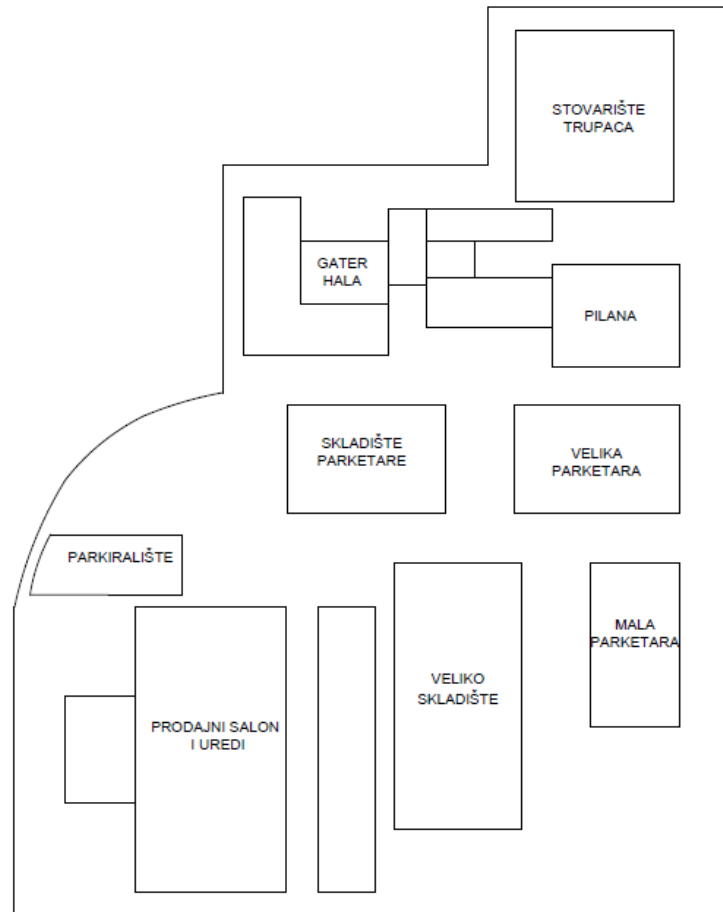 STOVARIŠTE
TRUPACA
GATER
HALA
PILANA
SKLADIŠTE
PARKETARE
VELIKA
PARKETARA
PARKIRALIŠTE
MALA
PARKETARA
VELIKO
SKLADIŠTE
PRODAJNI SALON
I UREDI